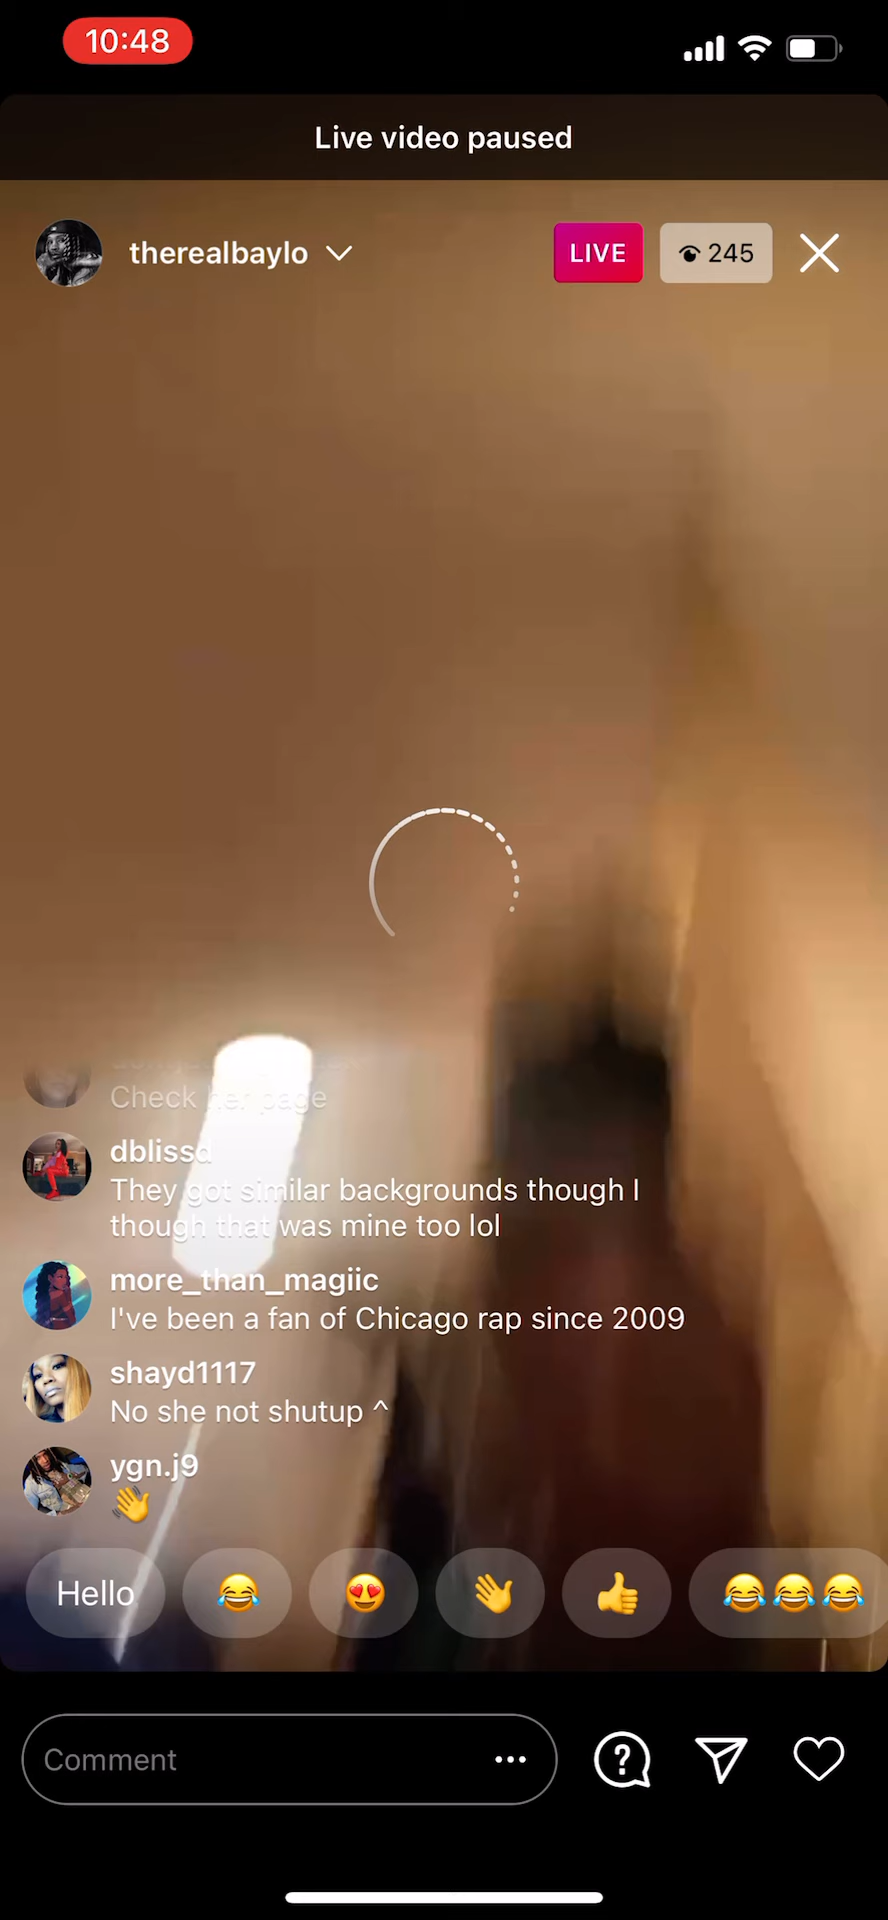 10:48
Live video paused
therealbaylo
LIVE
245
Check her page
dblissd
They got similar backgrounds though I
though that was mine too lol
more_than_magiic
I've been a fan of Chicago rap since 2009
shayd1117
No she not shutup ^
ygn.j9
👋
Hello 😂 😍 👋 👍 😂😂😂
Comment